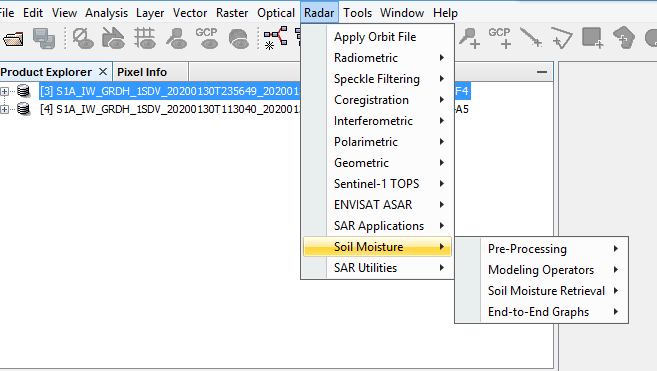 File Edit View Analysis Layer Vector Raster Optical Radar Tools Window Help
GCP
GCP
Product Explorer × Pixel Info
[3] S1A_IW_GRDH_1SDV_20200130T235649_20200130 F4
[4] S1A_IW_GRDH_1SDV_20200130T113040_20200130 A5
Apply Orbit File
Radiometric
Speckle Filtering
Coregistration
Interferometric
Polarimetric
Geometric
Sentinel-1 TOPS
ENVISAT ASAR
SAR Applications
Soil Moisture
SAR Utilities
Pre-Processing
Modeling Operators
Soil Moisture Retrieval
End-to-End Graphs